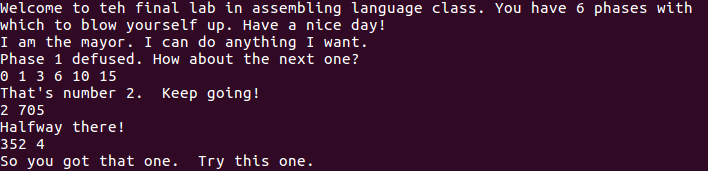 Welcome to teh final lab in assembling language class. You have 6 phases with
which to blow yourself up. Have a nice day!
I am the mayor. I can do anything I want.
Phase 1 defused. How about the next one?
0 1 3 6 10 15
That's number 2.  Keep going!
2 705
Halfway there!
352 4
So you got that one.  Try this one.